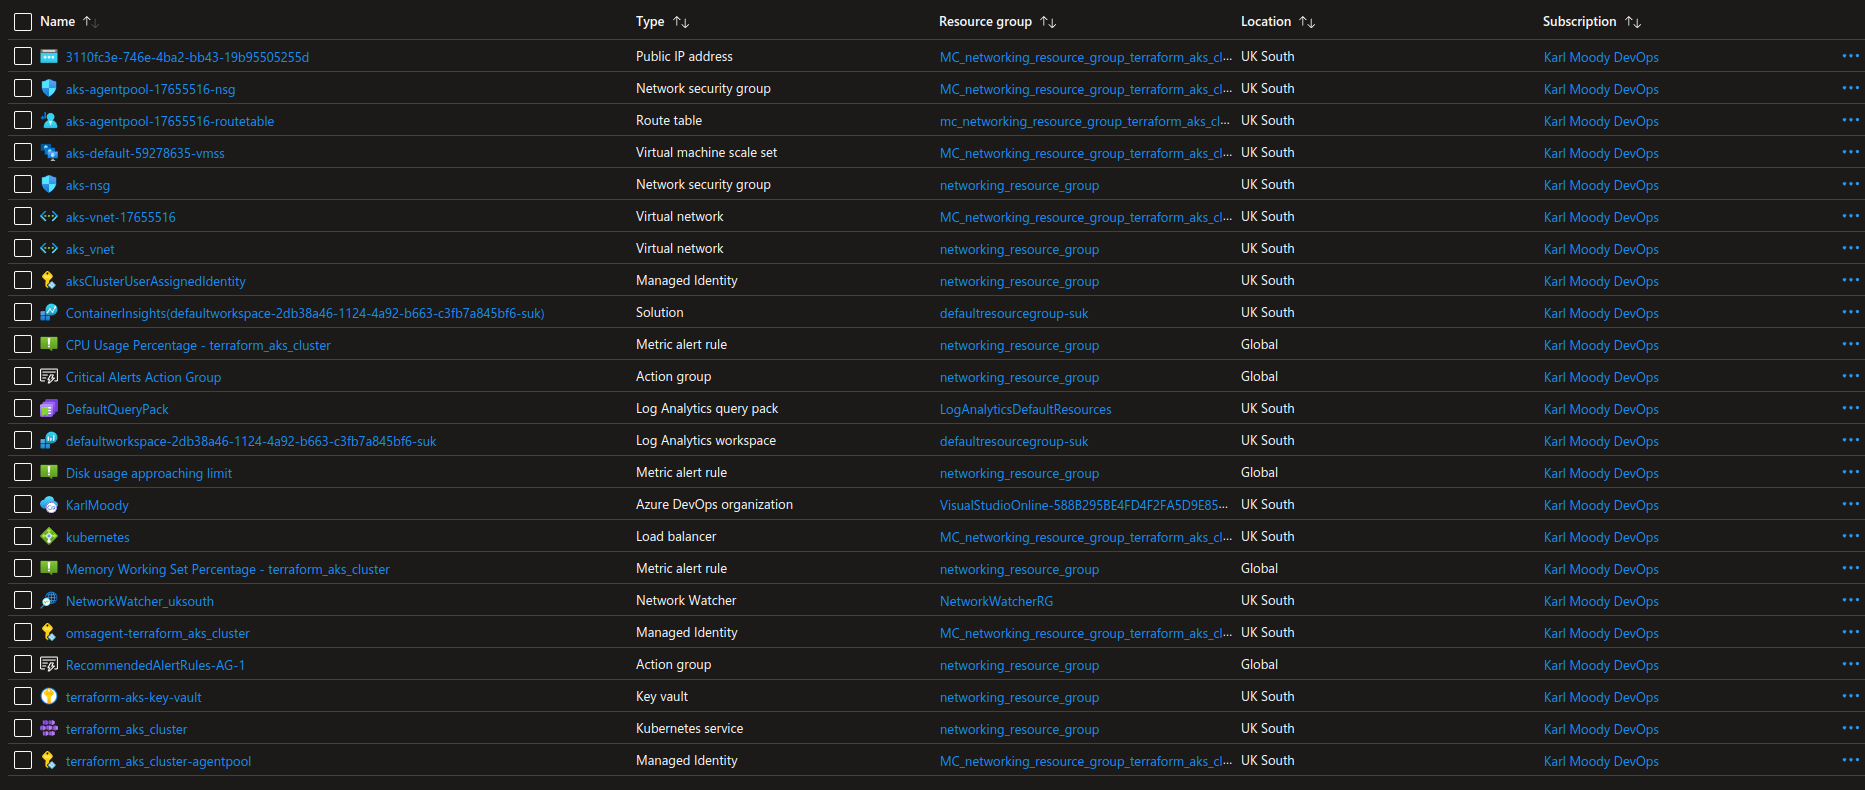 Name Type Resource group Location Subscription
3110fc3e-746e-4ba2-bb43-19b95505255d Public IP address MC_networking_resource_group_terraform_aks_cl... UK South Karl Moody DevOps
aks-agentpool-17655516-nsg Network security group MC_networking_resource_group_terraform_aks_cl... UK South Karl Moody DevOps
aks-agentpool-17655516-routetable Route table mc_networking_resource_group_terraform_aks_cl... UK South Karl Moody DevOps
aks-default-59278635-vmss Virtual machine scale set MC_networking_resource_group_terraform_aks_cl... UK South Karl Moody DevOps
aks-nsg Network security group networking_resource_group UK South Karl Moody DevOps
aks-vnet-17655516 Virtual network MC_networking_resource_group_terraform_aks_cl... UK South Karl Moody DevOps
aks_vnet Virtual network networking_resource_group UK South Karl Moody DevOps
aksClusterUserAssignedIdentity Managed Identity networking_resource_group UK South Karl Moody DevOps
ContainerInsights(defaultworkspace-2db38a46-1124-4a92-b663-c3fb7a845bf6-suk) Solution defaultresourcegroup-suk UK South Karl Moody DevOps
CPU Usage Percentage - terraform_aks_cluster Metric alert rule networking_resource_group Global Karl Moody DevOps
Critical Alerts Action Group Action group networking_resource_group Global Karl Moody DevOps
DefaultQueryPack Log Analytics query pack LogAnalyticsDefaultResources UK South Karl Moody DevOps
defaultworkspace-2db38a46-1124-4a92-b663-c3fb7a845bf6-suk Log Analytics workspace defaultresourcegroup-suk UK South Karl Moody DevOps
Disk usage approaching limit Metric alert rule networking_resource_group Global Karl Moody DevOps
KarlMoody Azure DevOps organization VisualStudioOnline-588B295BE4FD4F2FA5D9E85... UK South Karl Moody DevOps
kubernetes Load balancer MC_networking_resource_group_terraform_aks_cl... UK South Karl Moody DevOps
Memory Working Set Percentage - terraform_aks_cluster Metric alert rule networking_resource_group Global Karl Moody DevOps
NetworkWatcher_uksouth Network Watcher NetworkWatcherRG UK South Karl Moody DevOps
omsagent-terraform_aks_cluster Managed Identity MC_networking_resource_group_terraform_aks_cl... UK South Karl Moody DevOps
RecommendedAlertRules-AG-1 Action group networking_resource_group Global Karl Moody DevOps
terraform-aks-key-vault Key vault networking_resource_group UK South Karl Moody DevOps
terraform_aks_cluster Kubernetes service networking_resource_group UK South Karl Moody DevOps
terraform_aks_cluster-agentpool Managed Identity MC_networking_resource_group_terraform_aks_cl... UK South Karl Moody DevOps